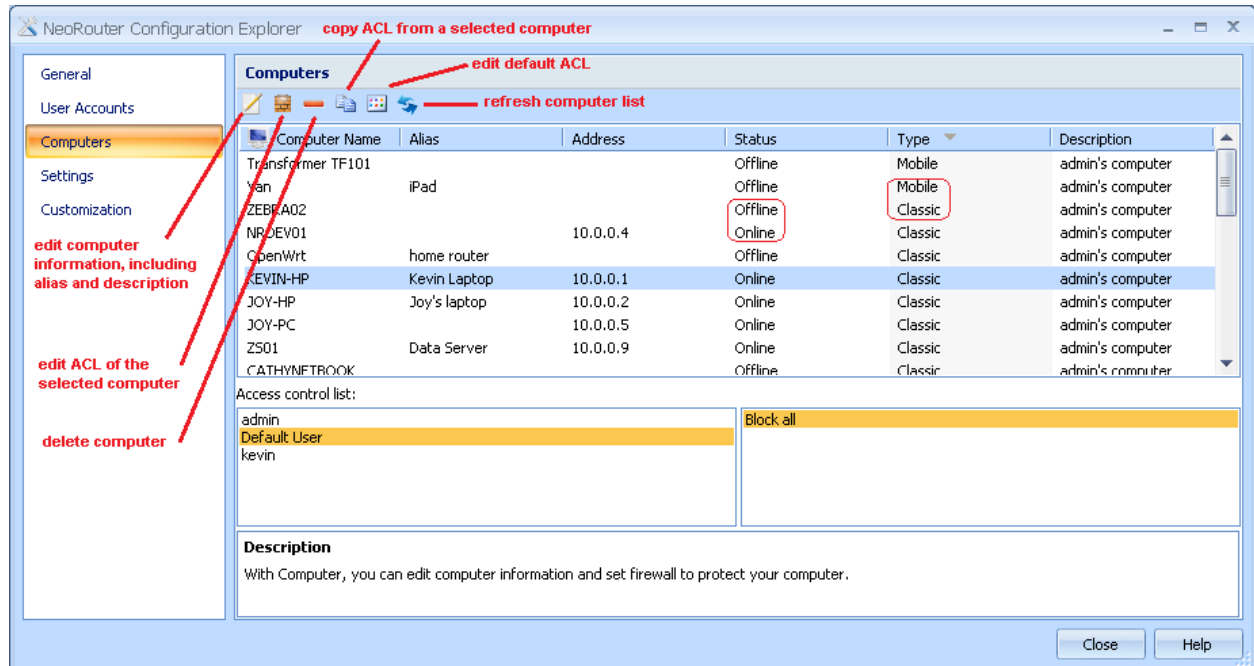 NeoRouter Configuration Explorer
copy ACL from a selected computer
General
User Accounts
Computers
Settings
Customization
edit computer
information, including
alias and description
edit ACL of the
selected computer
delete computer
Computers
edit default ACL
refresh computer list
Computer Name Alias Address Status Type Description
Transformer TF101 Offline Mobile admin's computer
Van iPad Offline Mobile admin's computer
ZEBRA02 Offline Classic admin's computer
NRDEV01 10.0.0.4 Online Classic admin's computer
OpenWrt home router Offline Classic admin's computer
KEVIN-HP Kevin Laptop 10.0.0.1 Online Classic admin's computer
JOY-HP Joy's laptop 10.0.0.2 Online Classic admin's computer
JOY-PC 10.0.0.5 Online Classic admin's computer
ZS01 Data Server 10.0.0.9 Online Classic admin's computer
CATHYNETBOOK Offline Classic admin's computer
Access control list:
admin
Default User
kevin
Block all
Description
With Computer, you can edit computer information and set firewall to protect your computer.
Close Help